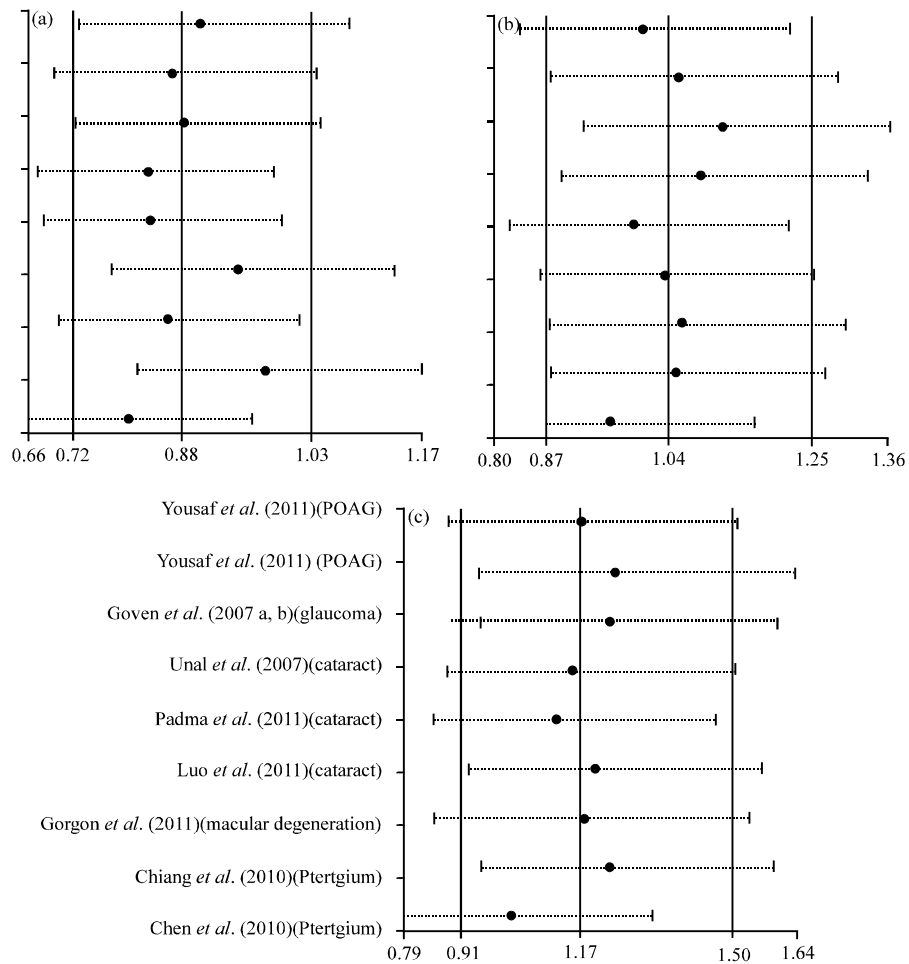 (a)
0.66 0.72 0.88 1.03 1.17
(b)
0.80 0.87 1.04 1.25 1.36
(c)
Yousaf et al. (2011)(POAG)
Yousaf et al. (2011) (POAG)
Goven et al. (2007 a, b)(glaucoma)
Unal et al. (2007)(cataract)
Padma et al. (2011)(cataract)
Luo et al. (2011)(cataract)
Gorgon et al. (2011)(macular degeneration)
Chiang et al. (2010)(Ptertgium)
Chen et al. (2010)(Ptertgium)
0.79 0.91 1.17 1.50 1.64